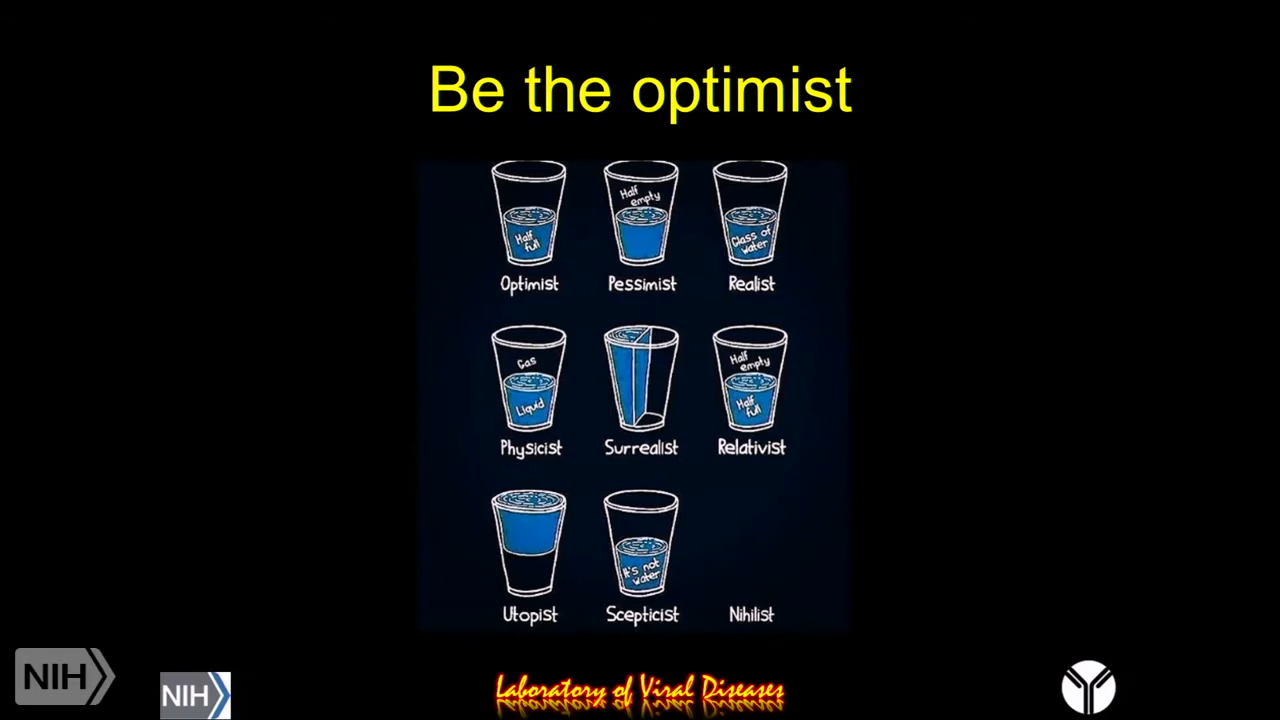 Be the optimist
Half
full
Optimist
Half
empty
Pessimist
Glass of
water
Realist
Gas
Liquid
Physicist
Surrealist
Half
empty
Half
full
Relativist
Utopist
It's not
water
Scepticist
Nihilist
NIH
NIH
Laboratory of Viral Diseases